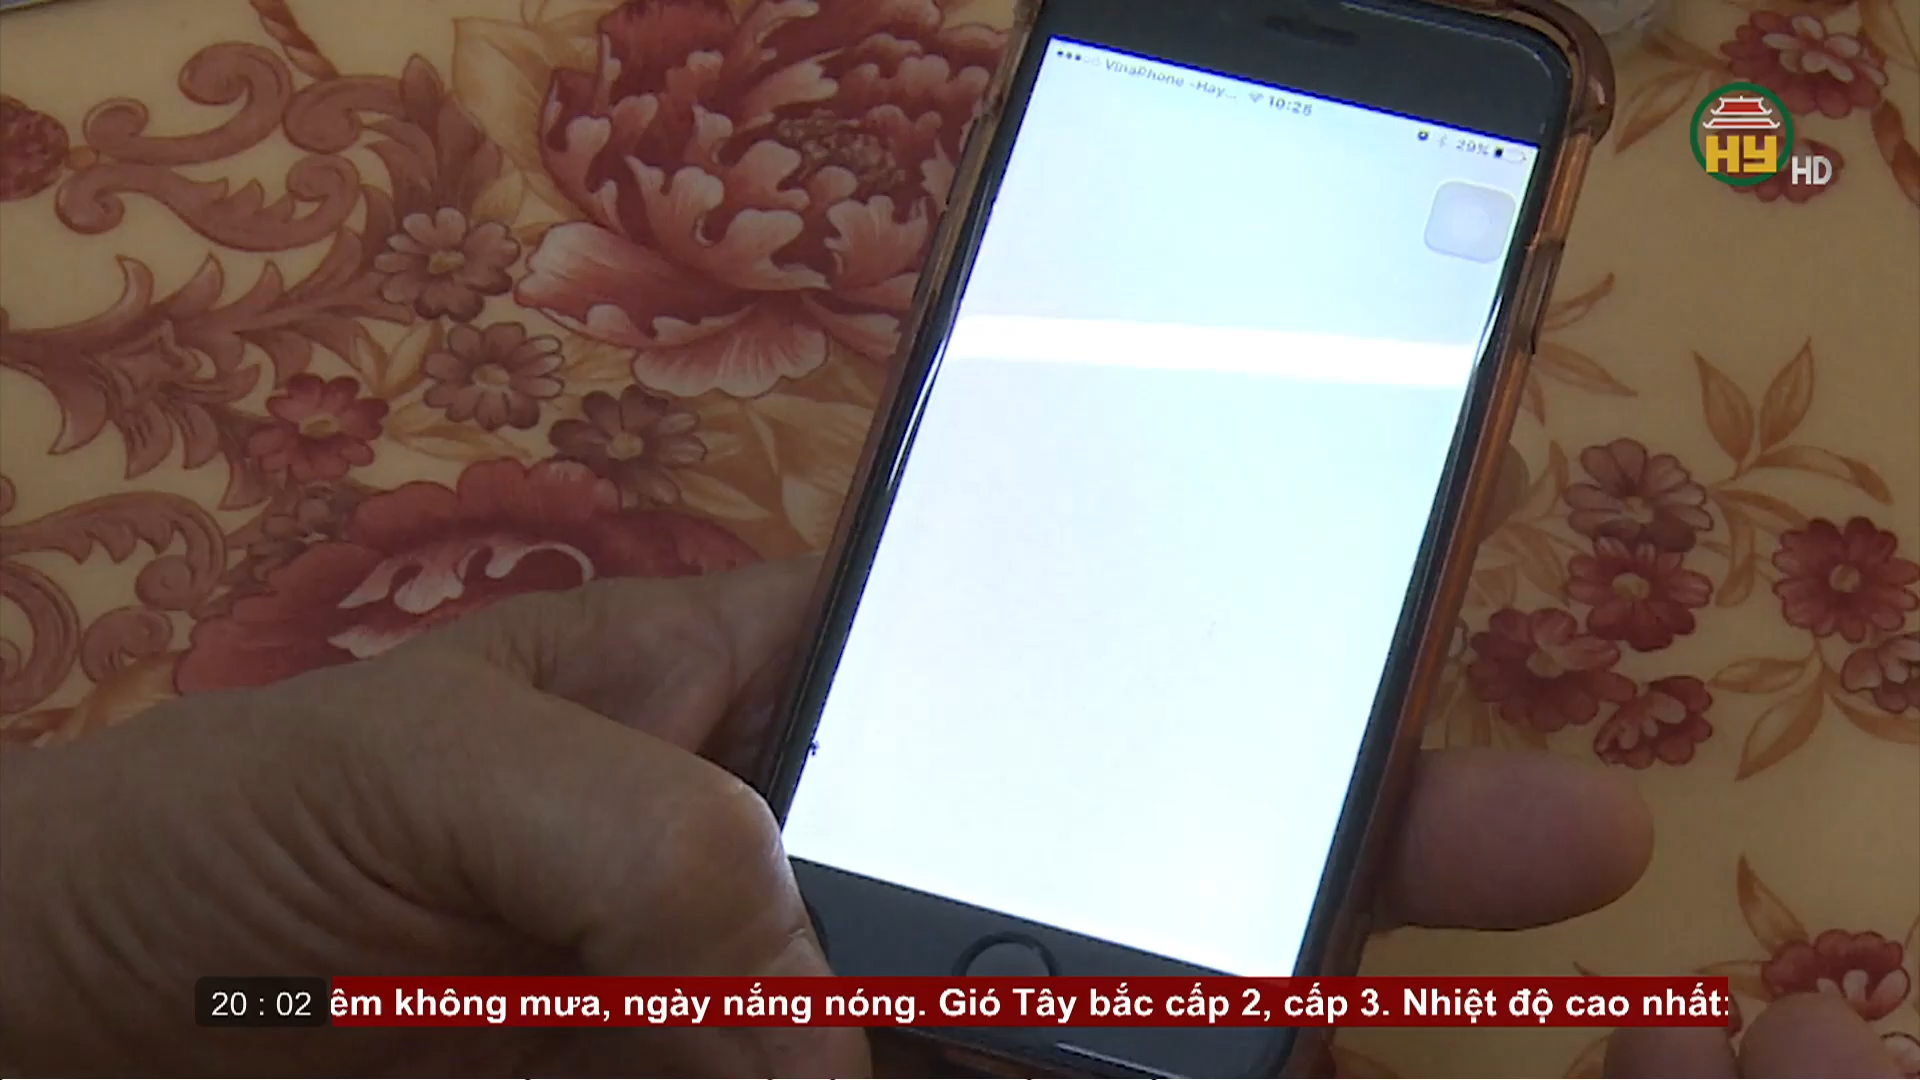 VinaPhone -Hay... 10:25
29%
HY HD
20 : 02 êm không mưa, ngày nắng nóng. Gió Tây bắc cấp 2, cấp 3. Nhiệt độ cao nhất: